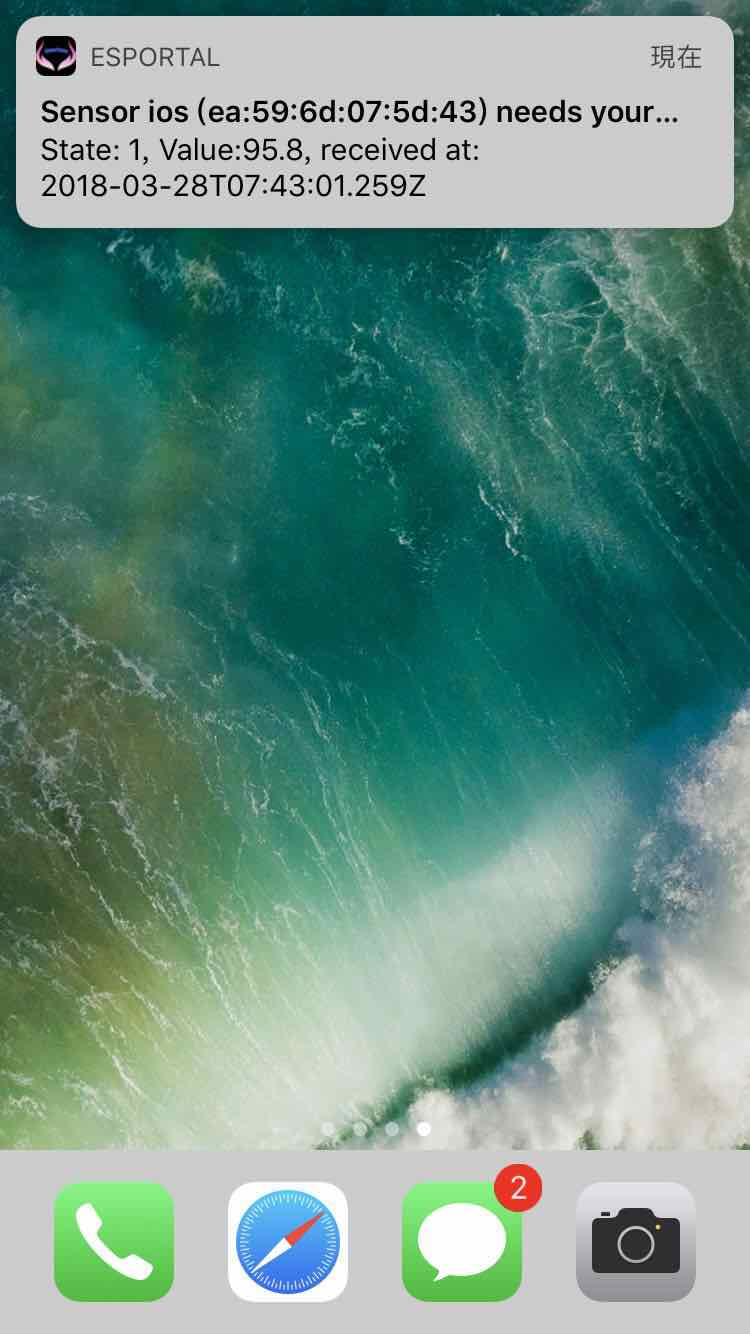 ESPORTAL 現在
Sensor ios (ea:59:6d:07:5d:43) needs your...
State: 1, Value:95.8, received at:
2018-03-28T07:43:01.259Z
2